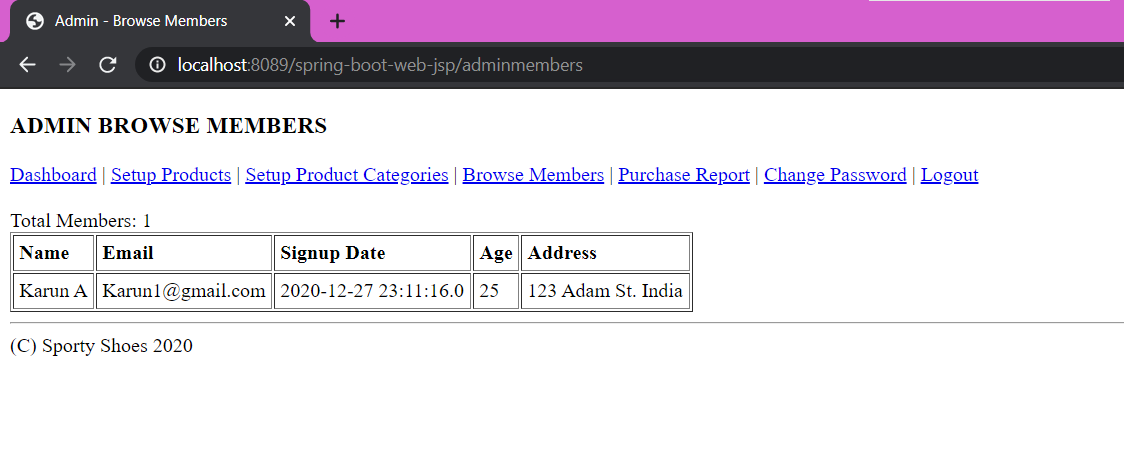 Admin - Browse Members
localhost:8089/spring-boot-web-jsp/adminmembers
ADMIN BROWSE MEMBERS
Dashboard | Setup Products | Setup Product Categories | Browse Members | Purchase Report | Change Password | Logout
Total Members: 1
Name Email Signup Date Age Address
Karun A Karun1@gmail.com 2020-12-27 23:11:16.0 25 123 Adam St. India
(C) Sporty Shoes 2020